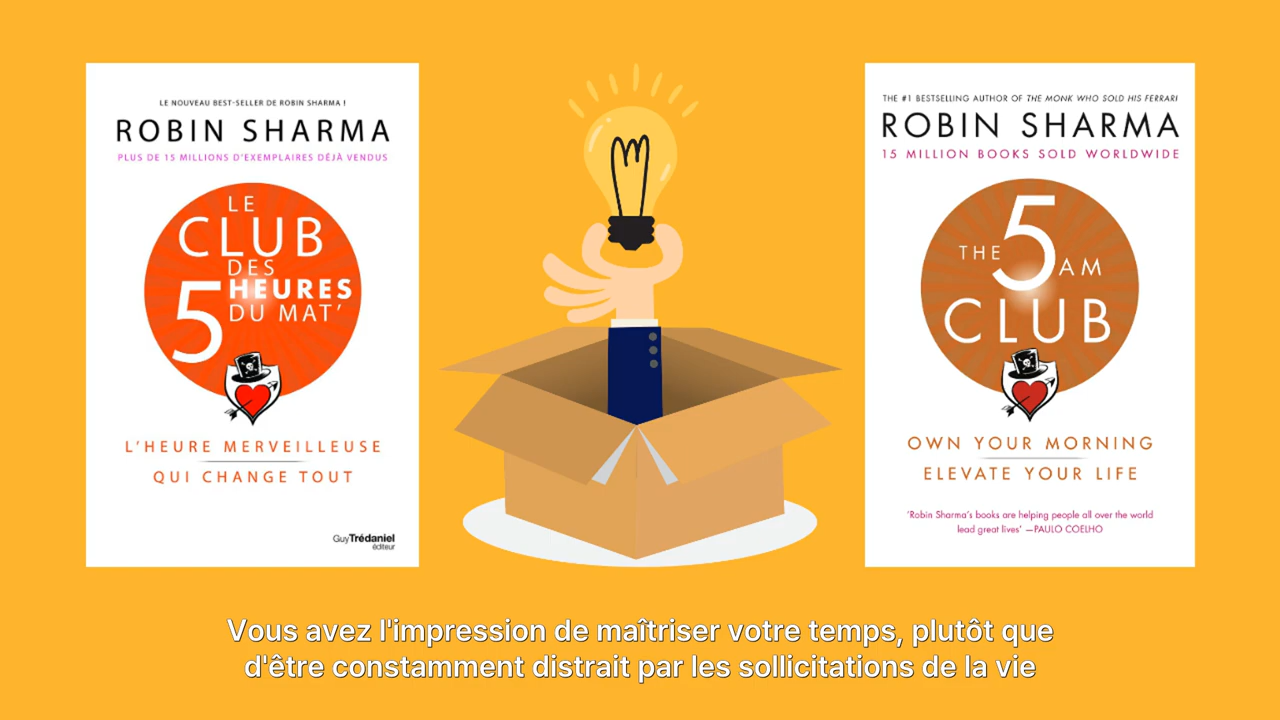 LE NOUVEAU BEST-SELLER DE ROBIN SHARMA !
ROBIN SHARMA
PLUS DE 15 MILLIONS D'EXEMPLAIRES DÉJÀ VENDUS
LE
CLUB
DES
5 HEURES
DU MAT'
L'HEURE MERVEILLEUSE
QUI CHANGE TOUT
Guy Trédaniel
éditeur
THE #1 BESTSELLING AUTHOR OF THE MONK WHO SOLD HIS FERRARI
ROBIN SHARMA
15 MILLION BOOKS SOLD WORLDWIDE
THE 5 AM
CLUB
OWN YOUR MORNING
ELEVATE YOUR LIFE
'Robin Sharma's books are helping people all over the world
lead great lives' —PAULO COELHO
Vous avez l'impression de maîtriser votre temps, plutôt que
d'être constamment distrait par les sollicitations de la vie